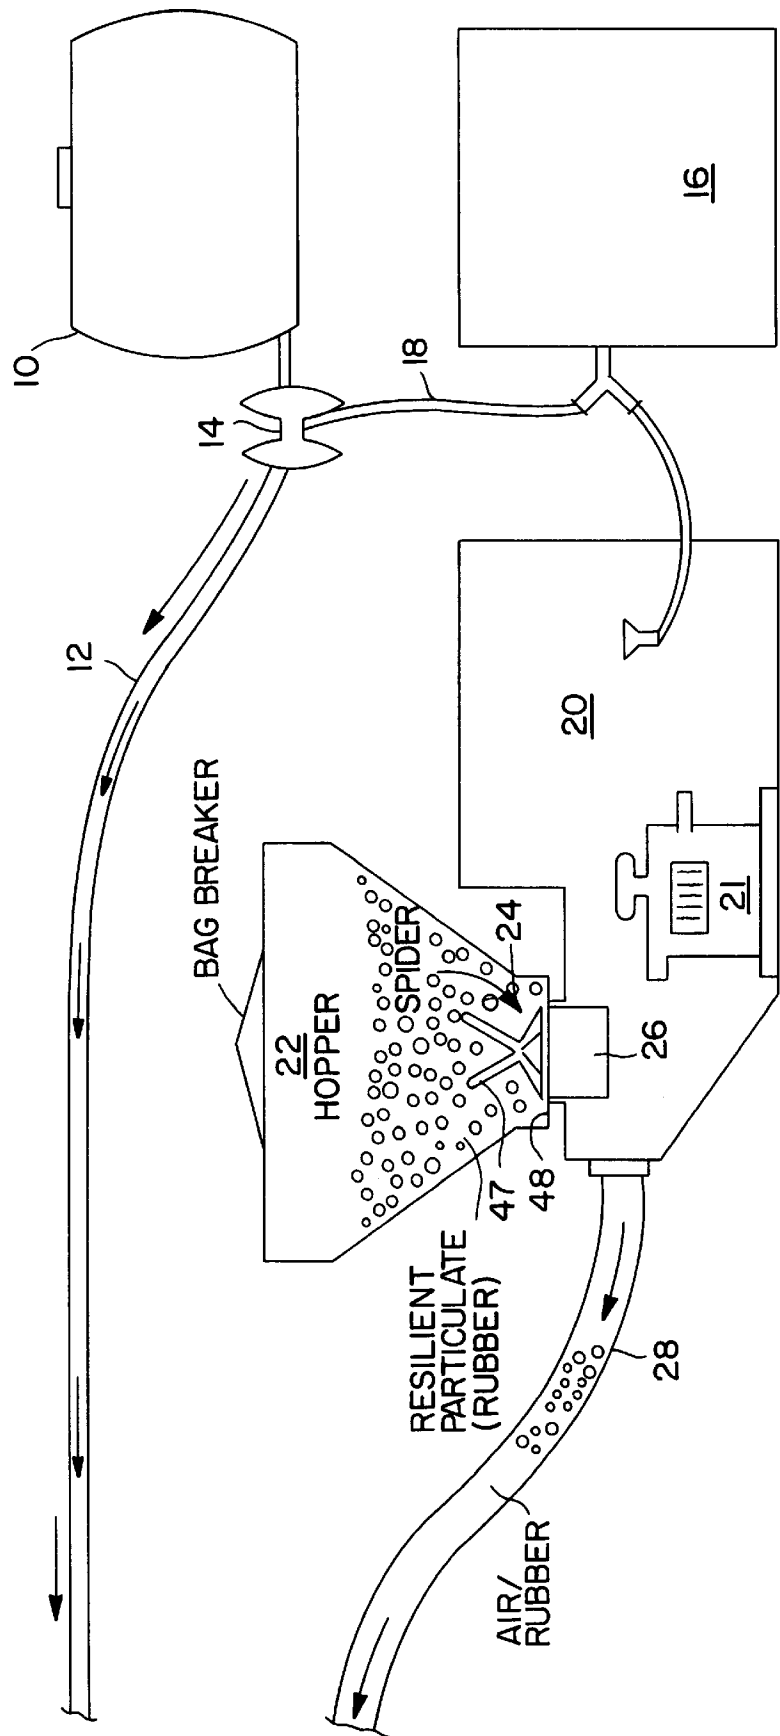 10
12
14
BAG BREAKER
22
HOPPER
SPIDER
18
24
RESILIENT
PARTICULATE
(RUBBER)
47
48
AIR/
RUBBER
28
26
20
21
16